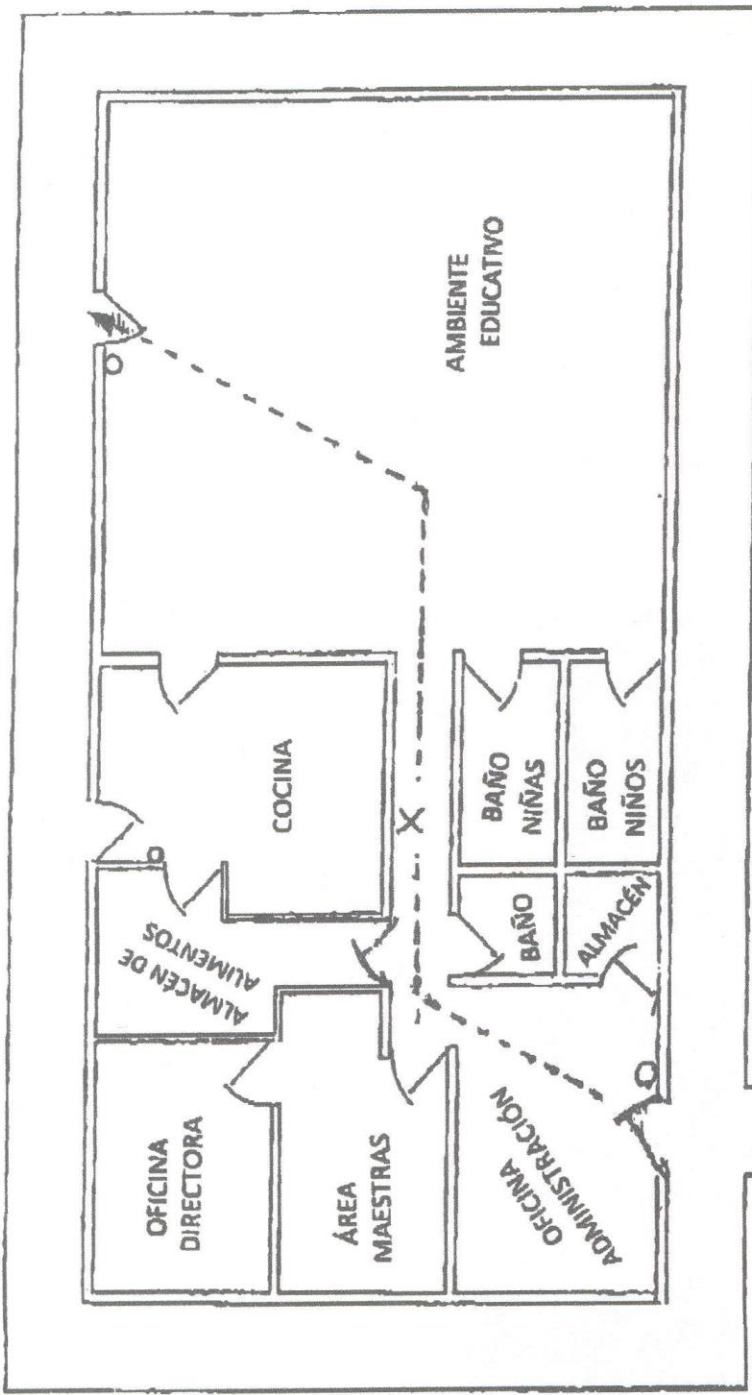 OFICINA
DIRECTORA
ALMACÉN DE
ALIMENTOS
COCINA
ÁREA
MAESTRAS
X
OFICINA
ADMINISTRACIÓN
BAÑO
ALMACÉN
BAÑO
NIÑAS
BAÑO
NIÑOS
AMBIENTE
EDUCATIVO